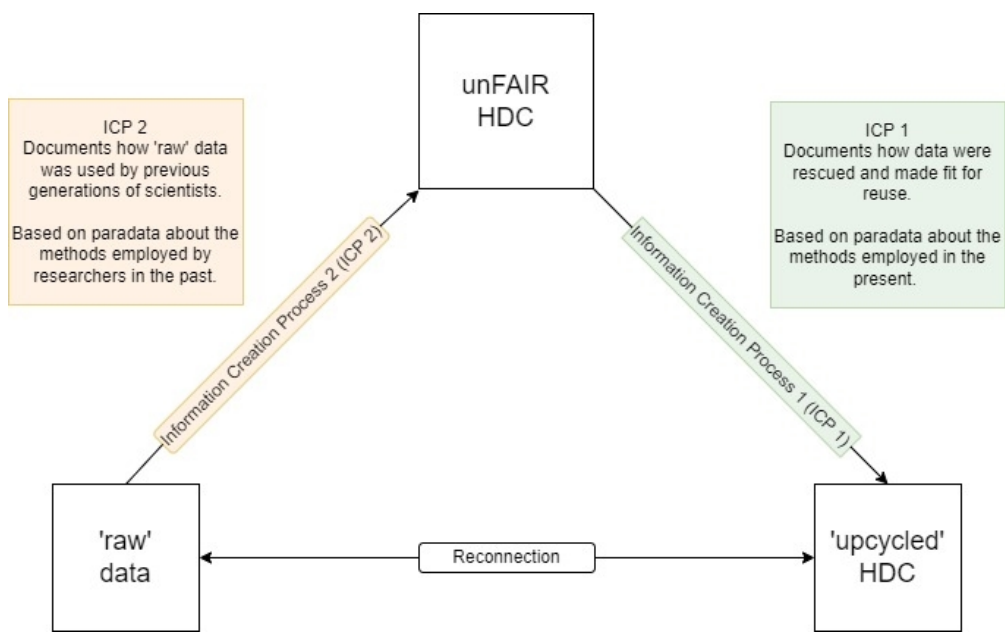 unFAIR
HDC
ICP 2
Documents how 'raw' data
was used by previous
generations of scientists.
Based on paradata about the
methods employed by
researchers in the past.
ICP 1
Documents how data were
rescued and made fit for
reuse.
Based on paradata about the
methods employed in the
present.
Information Creation Process 2 (ICP 2)
Information Creation Process 1 (ICP 1)
'raw'
data
Reconnection
'upcycled'
HDC